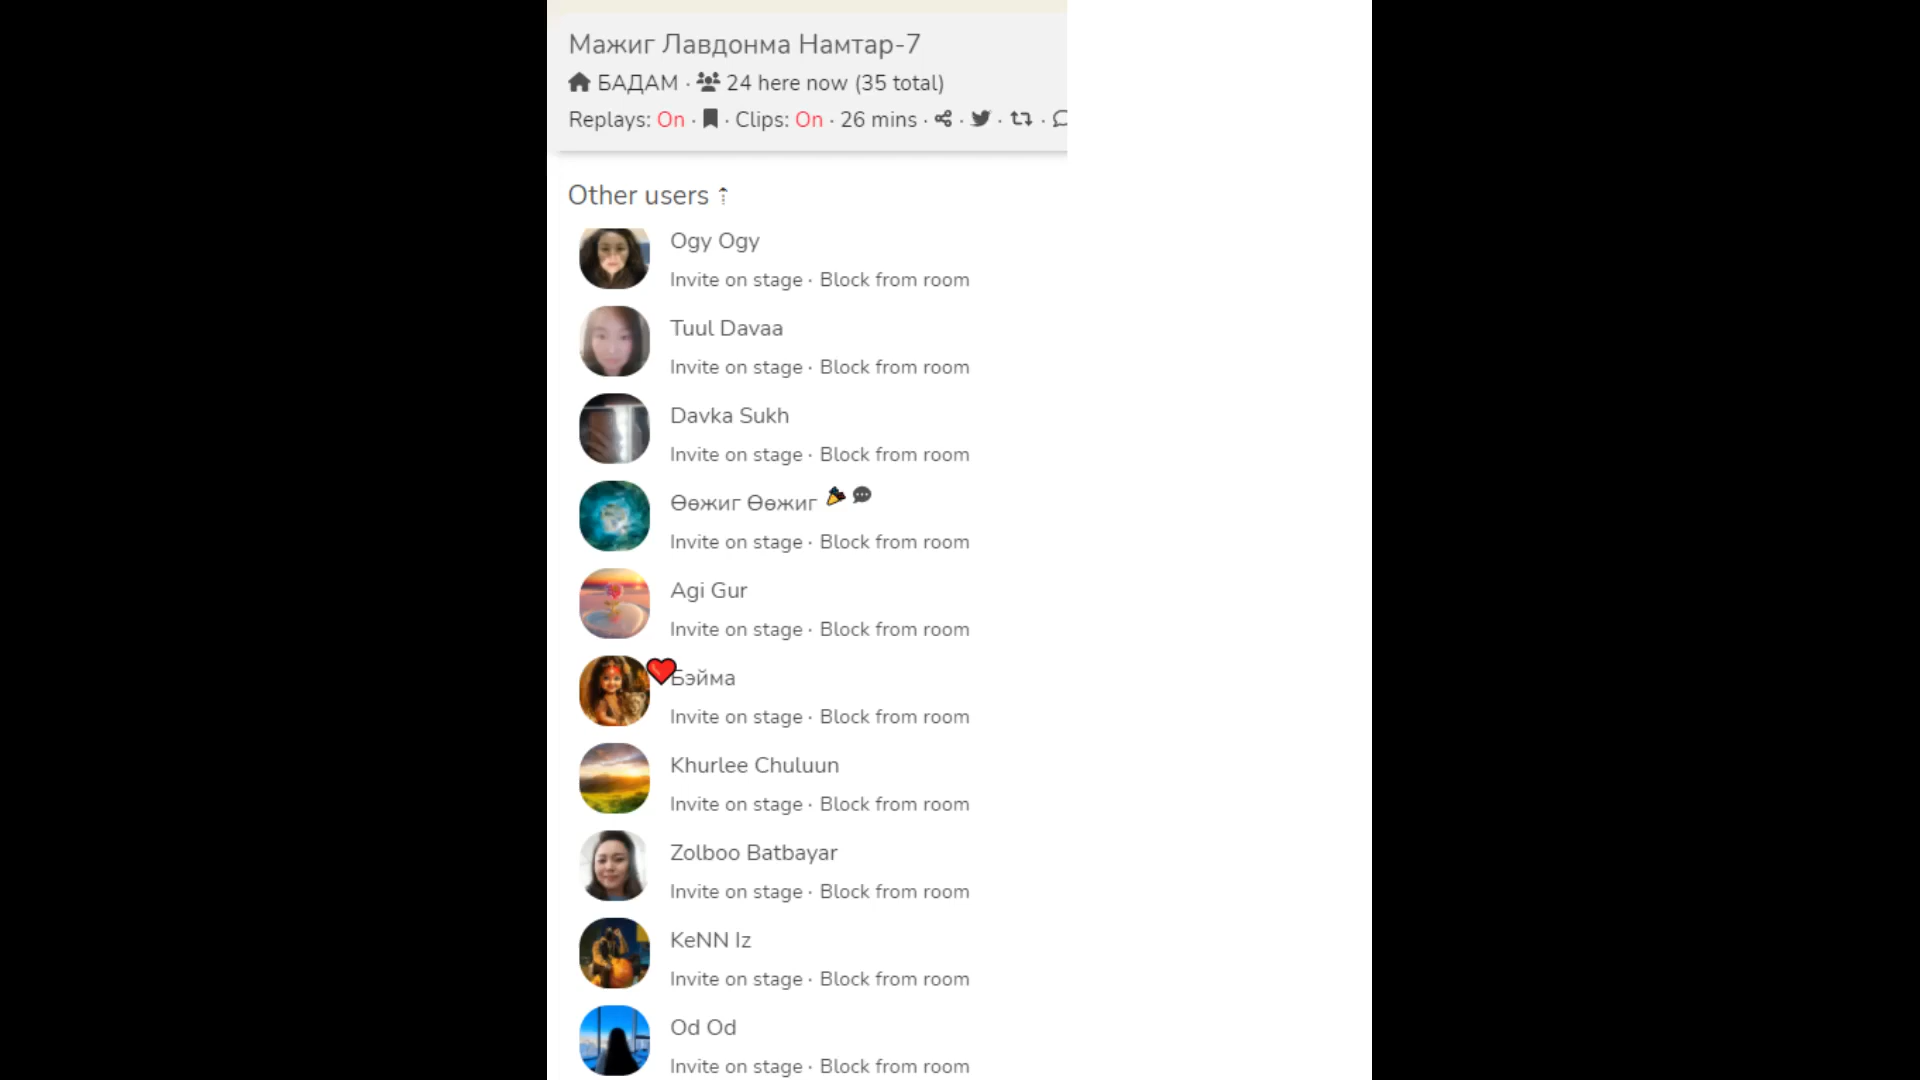 Мажиг Лавдонма Намтар-7
БАДАМ · 24 here now (35 total)
Replays: On · · Clips: On · 26 mins · · · ·
Other users
Ogy Ogy
Invite on stage · Block from room
Tuul Davaa
Invite on stage · Block from room
Davka Sukh
Invite on stage · Block from room
Өөжиг Өөжиг
Invite on stage · Block from room
Agi Gur
Invite on stage · Block from room
Бэйма
Invite on stage · Block from room
Khurlee Chuluun
Invite on stage · Block from room
Zolboo Batbayar
Invite on stage · Block from room
KeNN Iz
Invite on stage · Block from room
Od Od
Invite on stage · Block from room